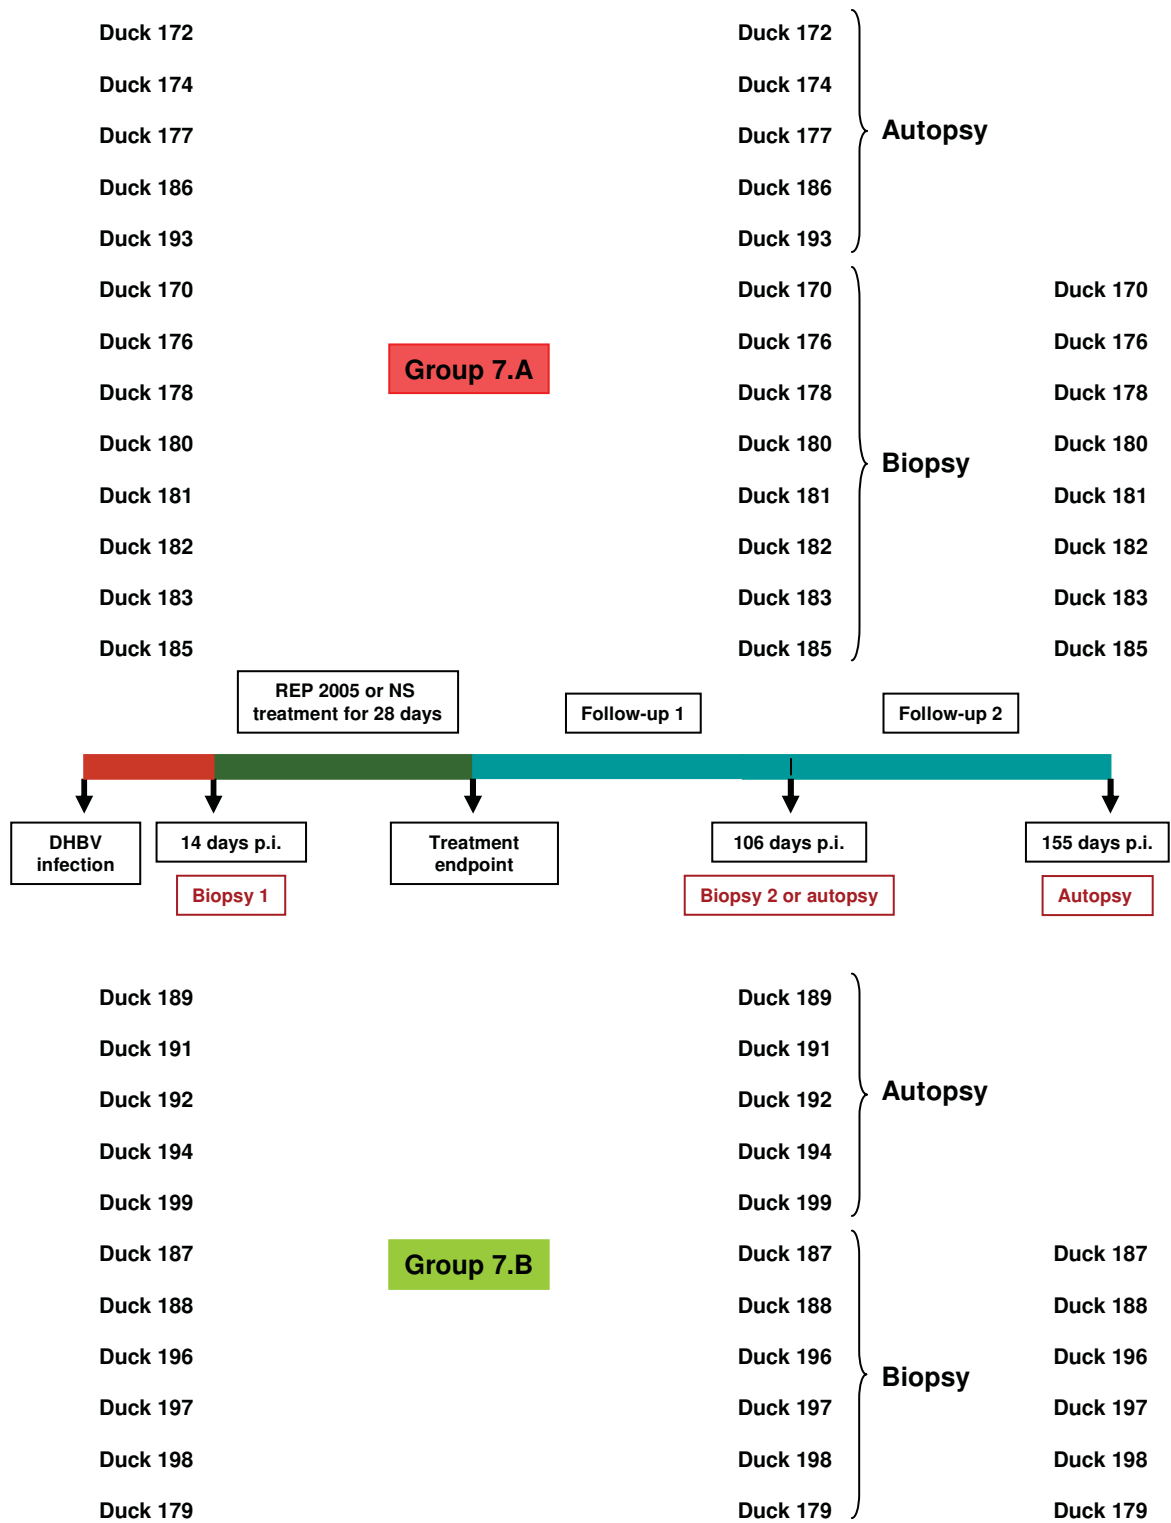 Duck 172 Duck 172
Duck 174 Duck 174
Autopsy
Duck 177 Duck 177
Duck 186 Duck 186
Duck 193 Duck 193
Duck 170 Duck 170 Duck 170
Duck 176 Duck 176 Duck 176
Group 7.A
Duck 178 Duck 178 Duck 178
Duck 180 Duck 180 Duck 180
Biopsy
Duck 181 Duck 181 Duck 181
Duck 182 Duck 182 Duck 182
Duck 183 Duck 183 Duck 183
Duck 185 Duck 185 Duck 185
REP 2005 or NS
treatment for 28 days
Follow-up 1
Follow-up 2
DHBV
infection
14 days p.i.
Treatment
endpoint
106 days p.i.
155 days p.i.
Biopsy 1
Biopsy 2 or autopsy
Autopsy
Duck 189 Duck 189
Duck 191 Duck 191
Autopsy
Duck 192 Duck 192
Duck 194 Duck 194
Duck 199 Duck 199
Duck 187 Duck 187 Duck 187
Group 7.B
Duck 188 Duck 188 Duck 188
Duck 196 Duck 196 Duck 196
Biopsy
Duck 197 Duck 197 Duck 197
Duck 198 Duck 198 Duck 198
Duck 179 Duck 179 Duck 179